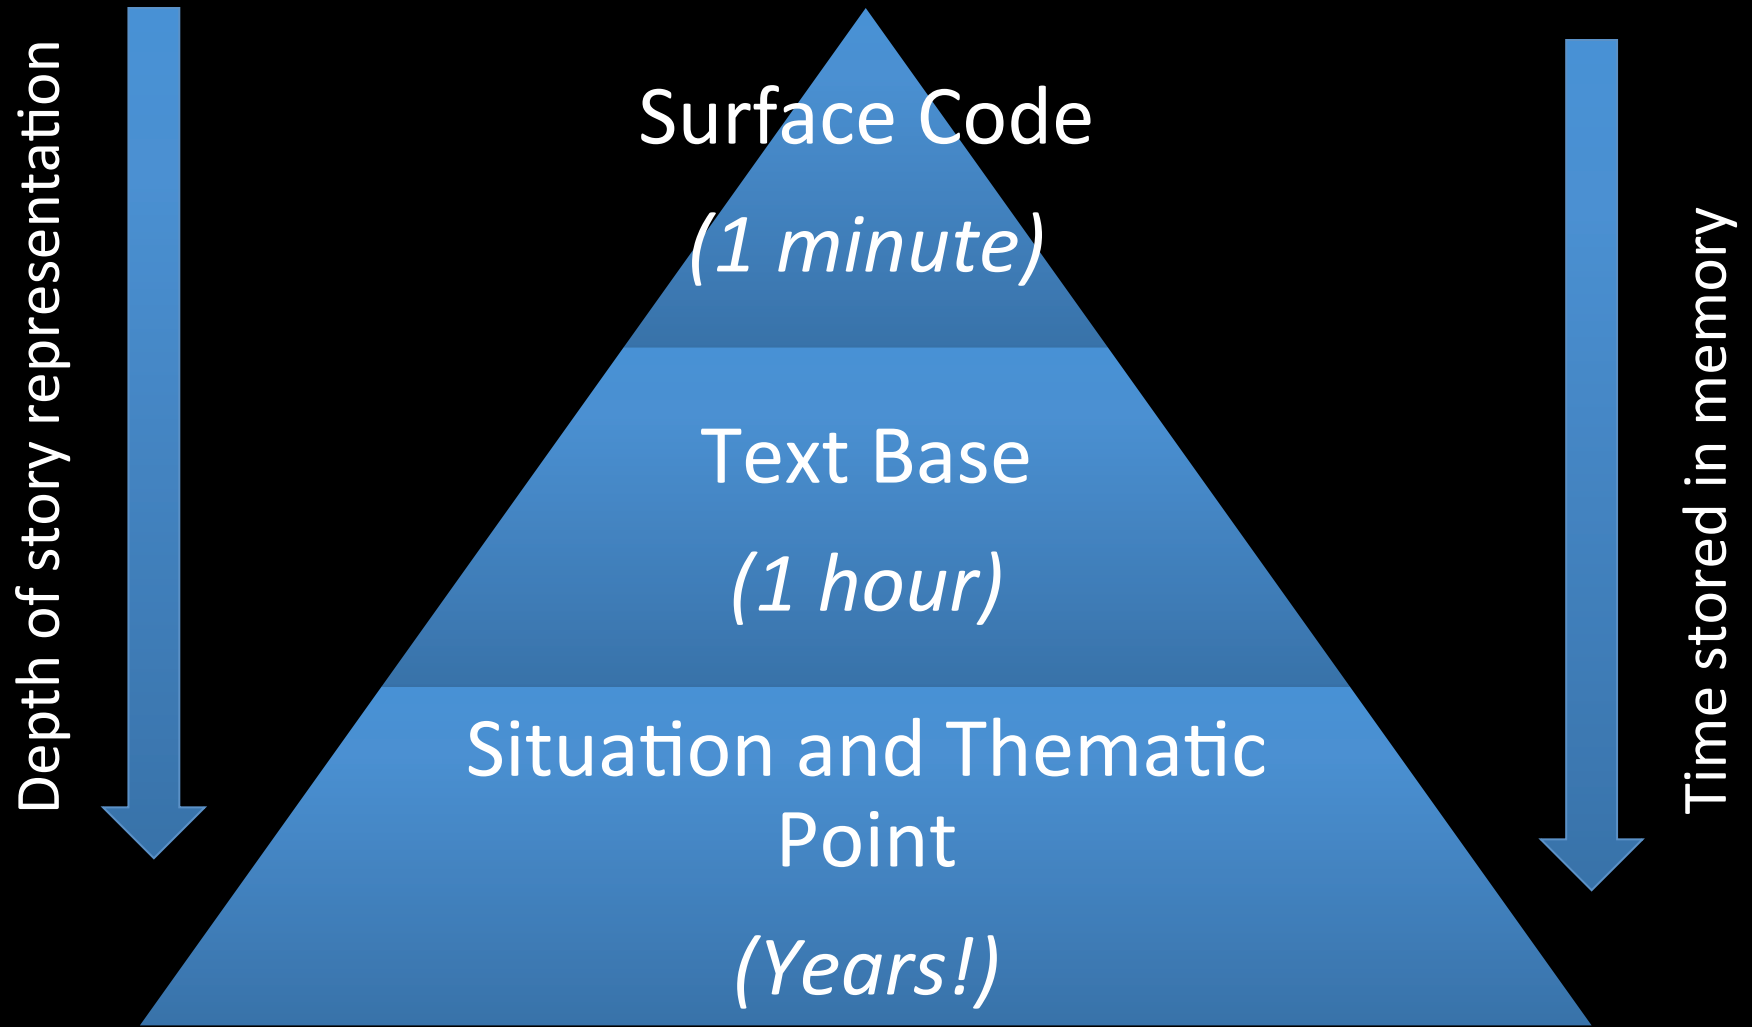 Depth of story representation
Surface Code
(1 minute)
Text Base
(1 hour)
Situation and Thematic
Point
(Years!)
Time stored in memory